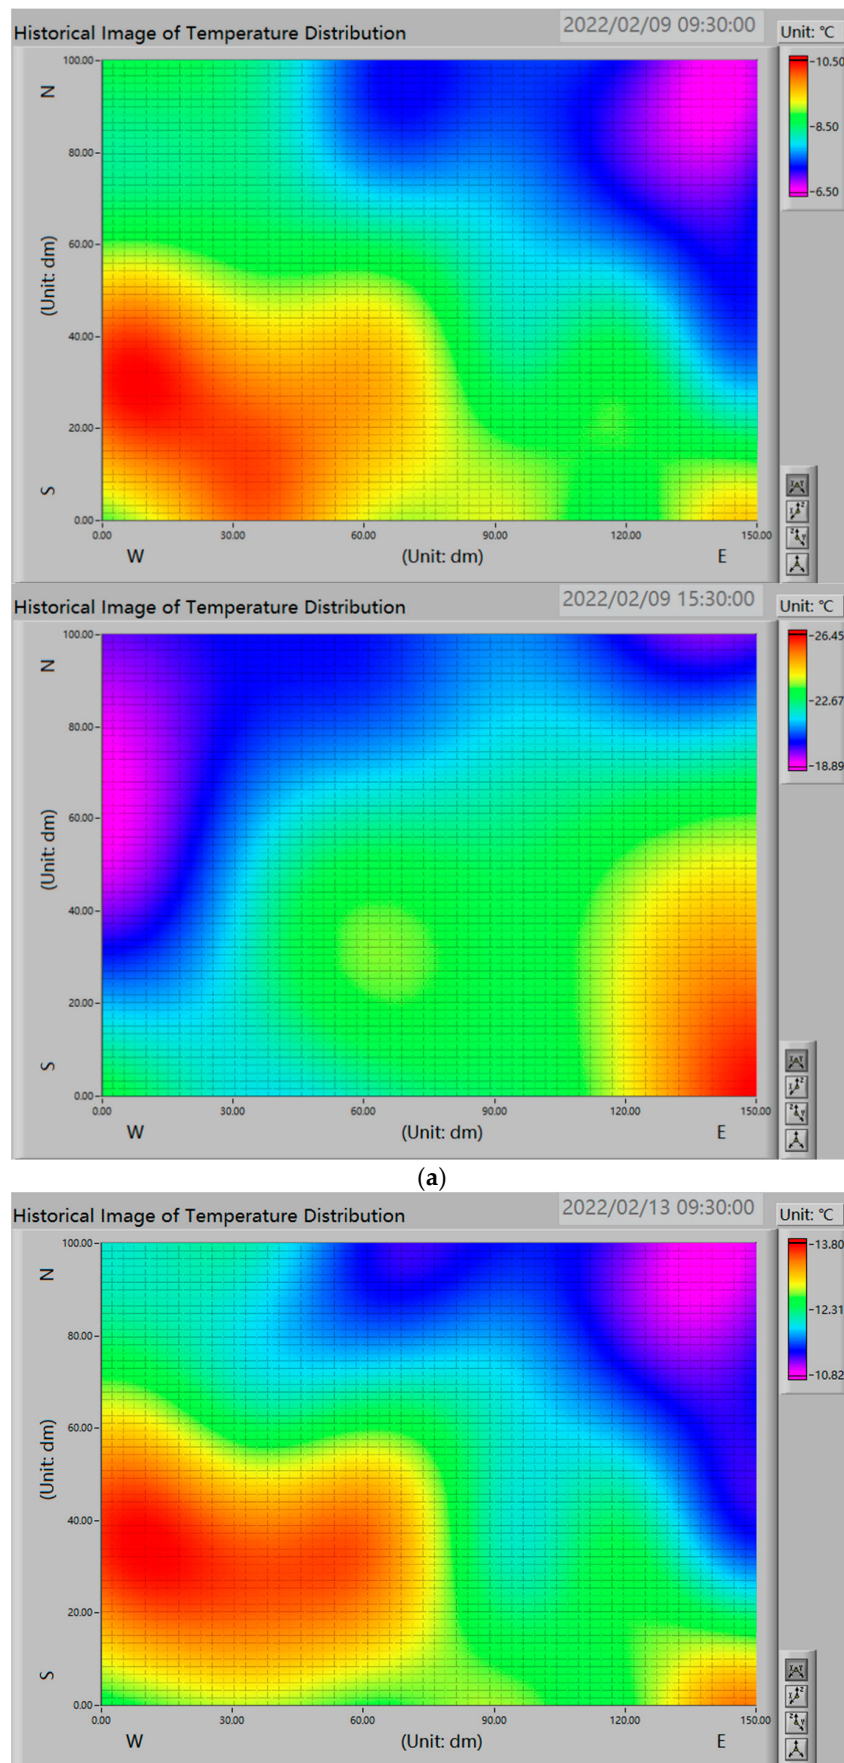 Historical Image of Temperature Distribution 2022/02/09 09:30:00 Unit: ℃
100.00
N
80.00
60.00
(Unit: dm)
40.00
20.00
S
0.00
0.00 30.00 60.00 90.00 120.00 150.00
W (Unit: dm) E
10.50
8.50
6.50
Historical Image of Temperature Distribution 2022/02/09 15:30:00 Unit: ℃
100.00
N
80.00
60.00
(Unit: dm)
40.00
20.00
S
0.00
0.00 30.00 60.00 90.00 120.00 150.00
W (Unit: dm) E
26.45
22.67
18.89
(a)
Historical Image of Temperature Distribution 2022/02/13 09:30:00 Unit: ℃
100.00
N
80.00
60.00
(Unit: dm)
40.00
20.00
S
0.00
0.00 30.00 60.00 90.00 120.00 150.00
W (Unit: dm) E
13.80
12.31
10.82